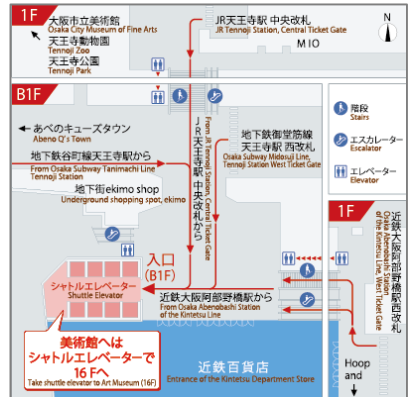 1F
大阪市立美術館
Osaka City Museum of Fine Arts
天王寺動物園
Tennoji Zoo
天王寺公園
Tennoji Park
JR天王寺駅 中央改札
JR Tennoji Station, Central Ticket Gate
MIO
N
B1F
あべのキューズタウン
Abeno Q's Town
地下鉄谷町線天王寺駅から
From Osaka Subway Tanimachi Line
Tennoji Station
地下街ekimo shop
Underground shopping spot, ekimo
JR天王寺駅 中央改札から
From JR Tennoji Station, Central Ticket Gate
地下鉄御堂筋線
天王寺駅 西改札
Osaka Subway Midosuji Line,
Tennoji Station West Ticket Gate
階段
Stairs
エスカレーター
Escalator
エレベーター
Elevator
1F
近鉄大阪阿部野橋駅西改札
Osaka Abenobashi Station
of the Kintetsu Line, West Ticket Gate
入口
(B1F)
シャトルエレベーター
Shuttle Elevator
近鉄大阪阿部野橋駅から
From Osaka Abenobashi Station
of the Kintetsu Line
美術館へは
シャトルエレベーターで
16 Fへ
Take shuttle elevator to Art Museum (16F)
近鉄百貨店
Entrance of the Kintetsu Department Store
Hoop
and